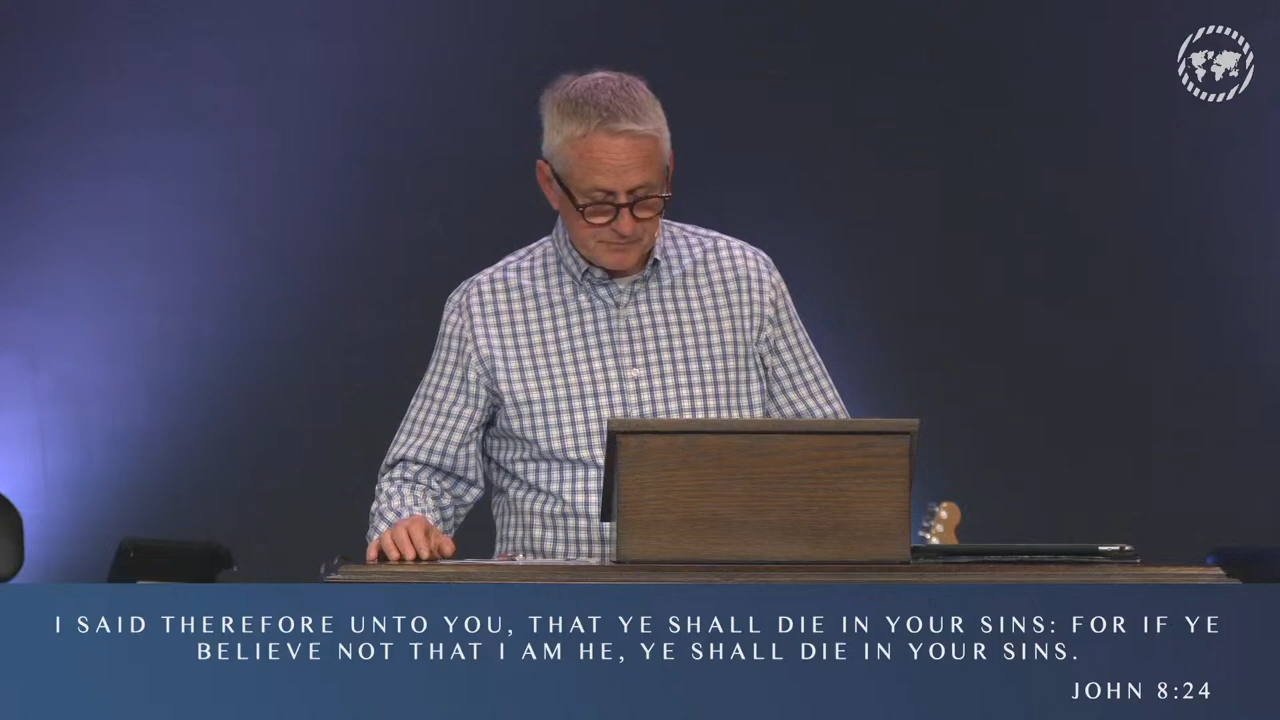 I SAID THEREFORE UNTO YOU, THAT YE SHALL DIE IN YOUR SINS: FOR IF YE
BELIEVE NOT THAT I AM HE, YE SHALL DIE IN YOUR SINS.
JOHN 8:24